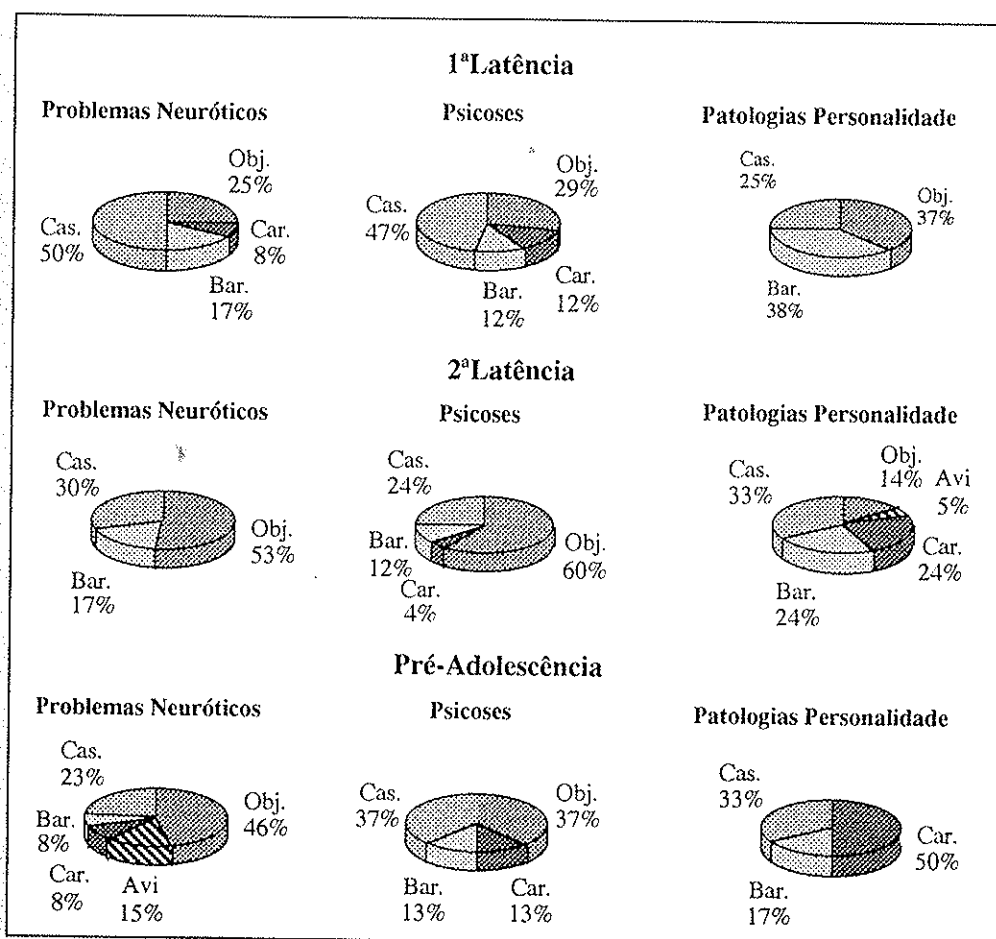 1ªLatência
Problemas Neuróticos
Obj.
25%
Cas.
50%
Car.
8%
Bar.
17%
Psicoses
Obj.
29%
Cas.
47%
Car.
12%
Bar.
12%
Patologias Personalidade
Cas.
25%
Obj.
37%
Bar.
38%
2ªLatência
Problemas Neuróticos
Cas.
30%
Obj.
53%
Bar.
17%
Psicoses
Cas.
24%
Bar.
12%
Obj.
60%
Car.
4%
Patologias Personalidade
Obj.
14%
Avi
5%
Cas.
33%
Car.
24%
Bar.
24%
Pré-Adolescência
Problemas Neuróticos
Cas.
23%
Obj.
46%
Bar.
8%
Car.
8%
Avi
15%
Psicoses
Cas.
37%
Obj.
37%
Bar.
13%
Car.
13%
Patologias Personalidade
Cas.
33%
Car.
50%
Bar.
17%